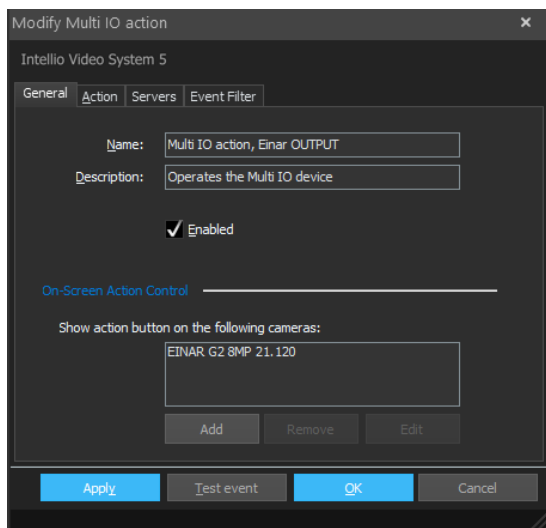 Modify Multi IO action
Intellio Video System 5
General Action Servers Event Filter
Name: Multi IO action, Einar OUTPUT
Description: Operates the Multi IO device
Enabled
On-Screen Action Control
Show action button on the following cameras:
EINAR G2 8MP 21.120
Add Remove Edit
Apply Test event OK Cancel